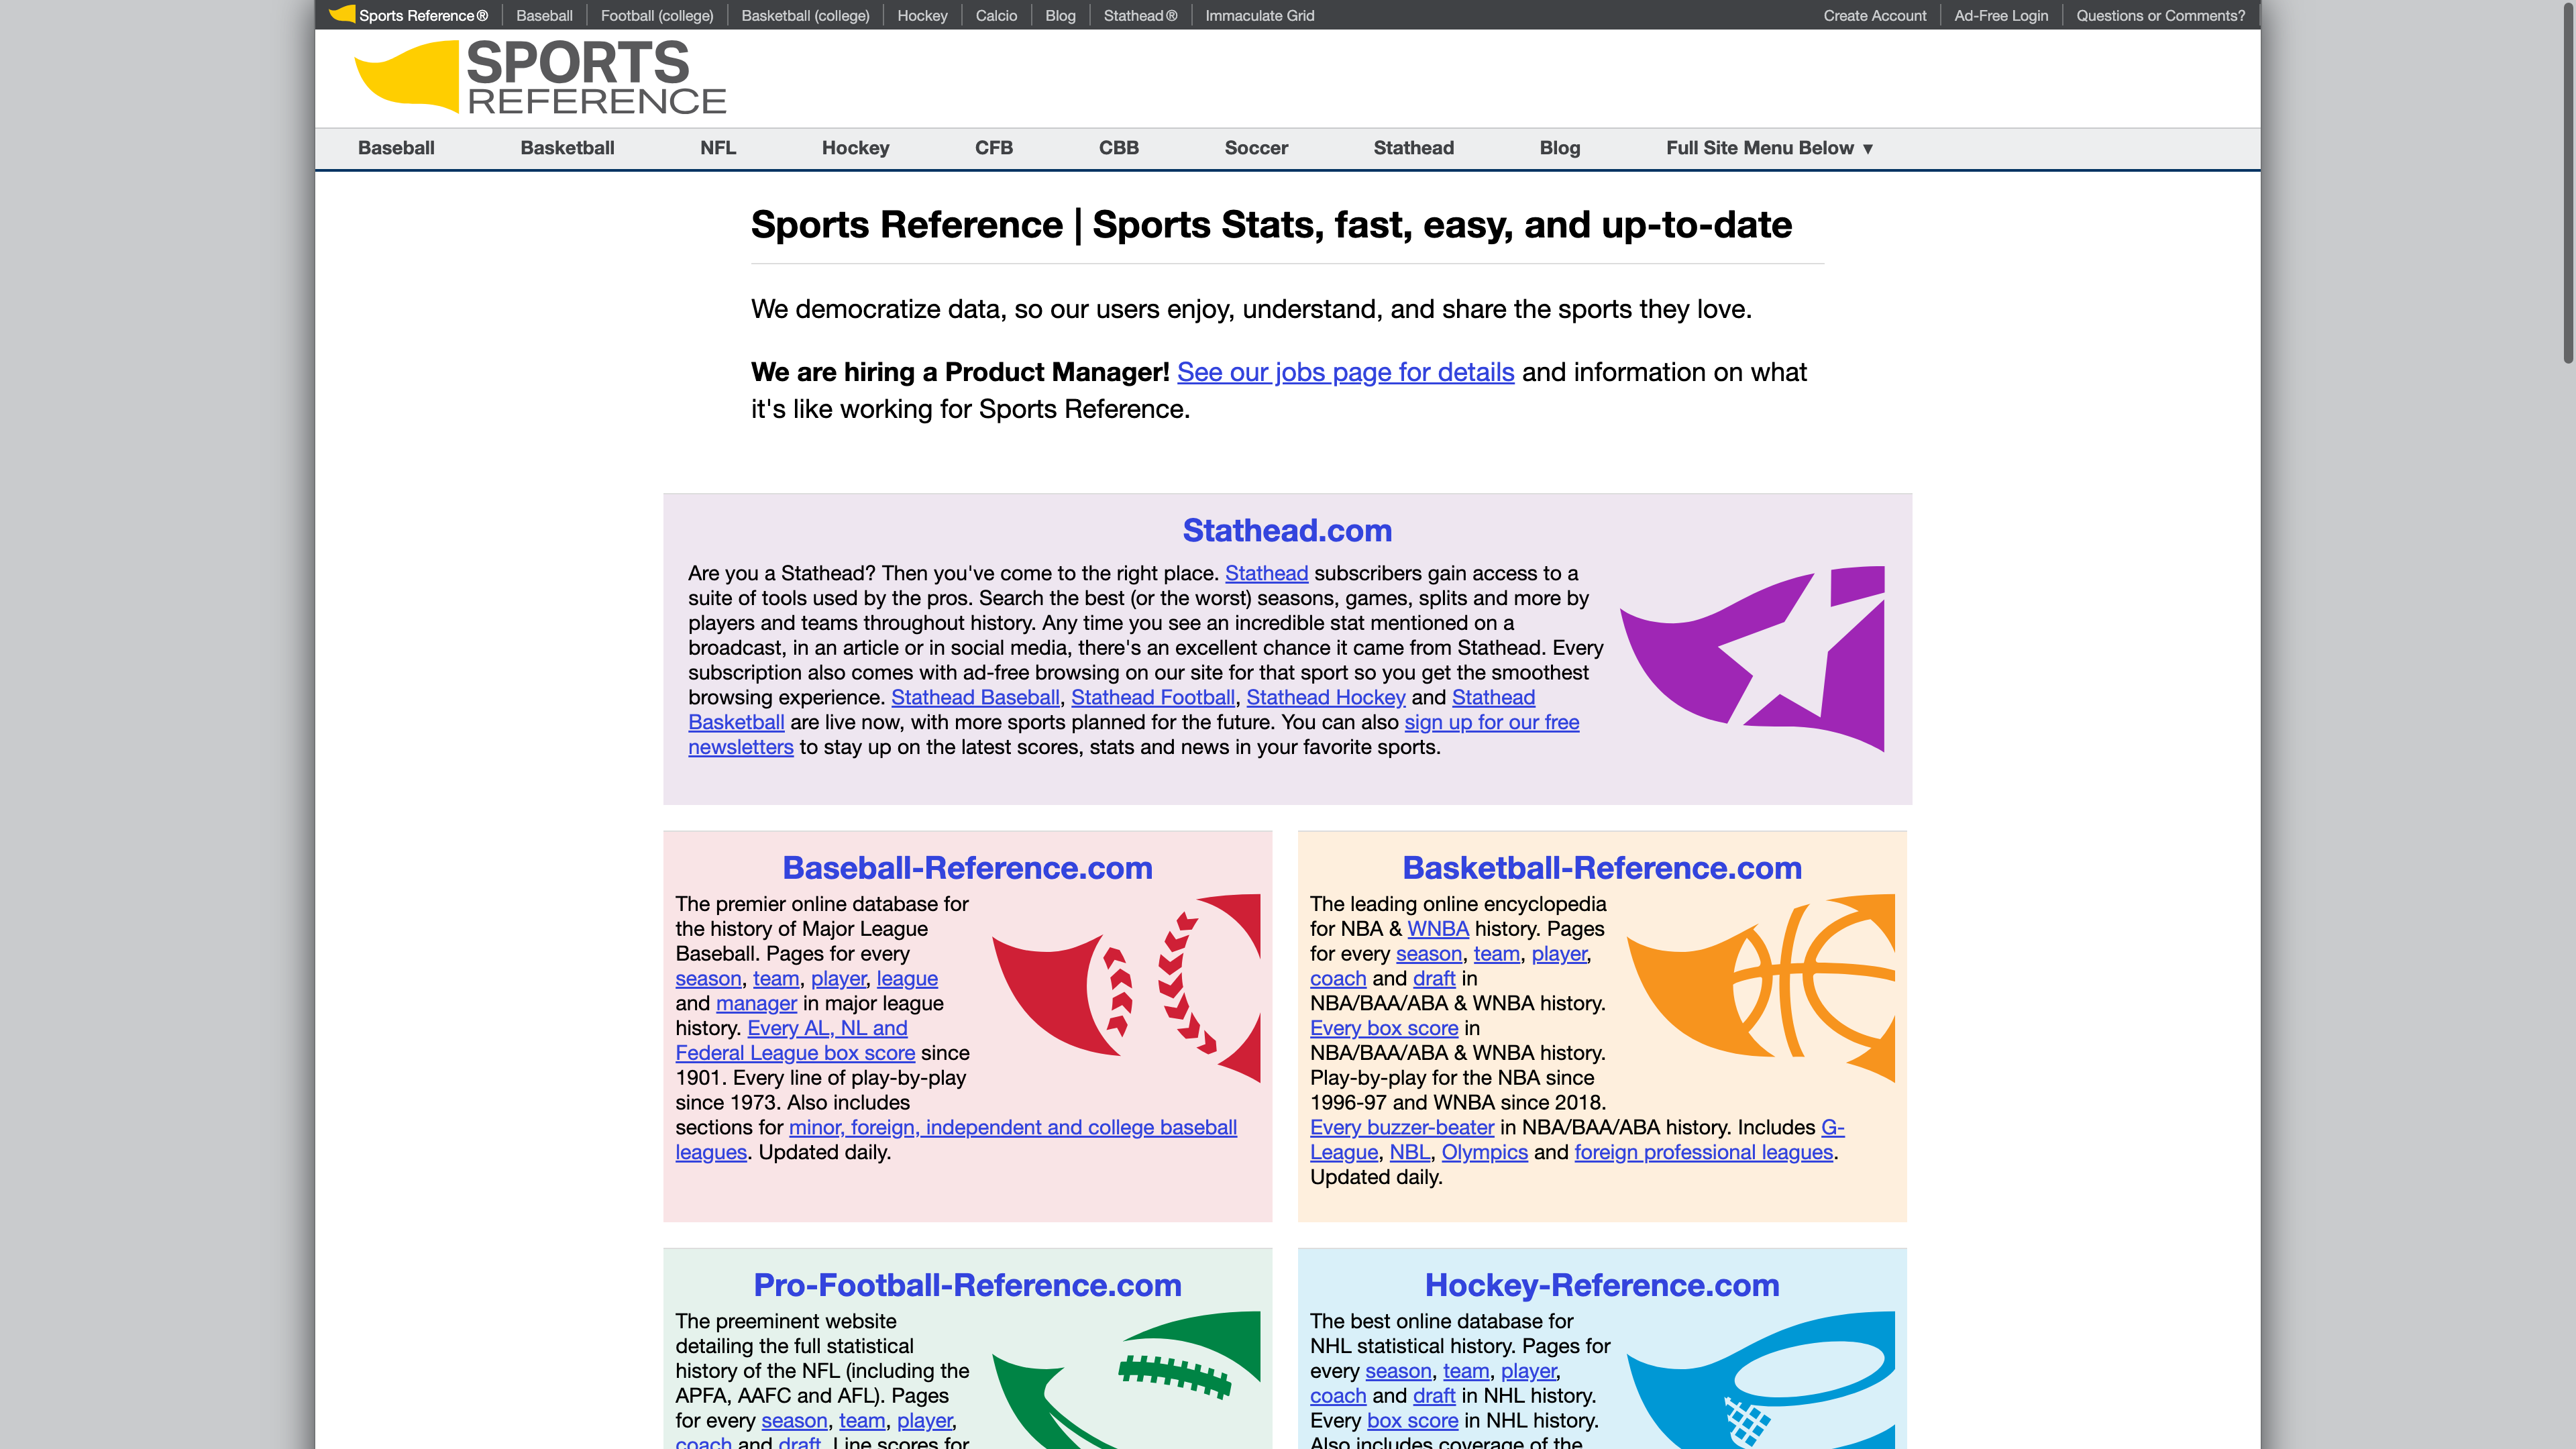 Sports Reference® Baseball Football (college) Basketball (college) Hockey Calcio Blog Stathead® Immaculate Grid Create Account Ad-Free Login Questions or Comments?
SPORTS
REFERENCE
Baseball Basketball NFL Hockey CFB CBB Soccer Stathead Blog Full Site Menu Below ▼
Sports Reference | Sports Stats, fast, easy, and up-to-date
We democratize data, so our users enjoy, understand, and share the sports they love.
We are hiring a Product Manager! See our jobs page for details and information on what
it's like working for Sports Reference.
Stathead.com
Are you a Stathead? Then you've come to the right place. Stathead subscribers gain access to a
suite of tools used by the pros. Search the best (or the worst) seasons, games, splits and more by
players and teams throughout history. Any time you see an incredible stat mentioned on a
broadcast, in an article or in social media, there's an excellent chance it came from Stathead. Every
subscription also comes with ad-free browsing on our site for that sport so you get the smoothest
browsing experience. Stathead Baseball, Stathead Football, Stathead Hockey and Stathead
Basketball are live now, with more sports planned for the future. You can also sign up for our free
newsletters to stay up on the latest scores, stats and news in your favorite sports.
Baseball-Reference.com
The premier online database for
the history of Major League
Baseball. Pages for every
season, team, player, league
and manager in major league
history. Every AL, NL and
Federal League box score since
1901. Every line of play-by-play
since 1973. Also includes
sections for minor, foreign, independent and college baseball
leagues. Updated daily.
Basketball-Reference.com
The leading online encyclopedia
for NBA & WNBA history. Pages
for every season, team, player,
coach and draft in
NBA/BAA/ABA & WNBA history.
Every box score in
NBA/BAA/ABA & WNBA history.
Play-by-play for the NBA since
1996-97 and WNBA since 2018.
Every buzzer-beater in NBA/BAA/ABA history. Includes G-
League, NBL, Olympics and foreign professional leagues.
Updated daily.
Pro-Football-Reference.com
The preeminent website
detailing the full statistical
history of the NFL (including the
APFA, AAFC and AFL). Pages
for every season, team, player,
coach and draft. Line scores for
Hockey-Reference.com
The best online database for
NHL statistical history. Pages for
every season, team, player,
coach and draft in NHL history.
Every box score in NHL history.
Also includes coverage of the